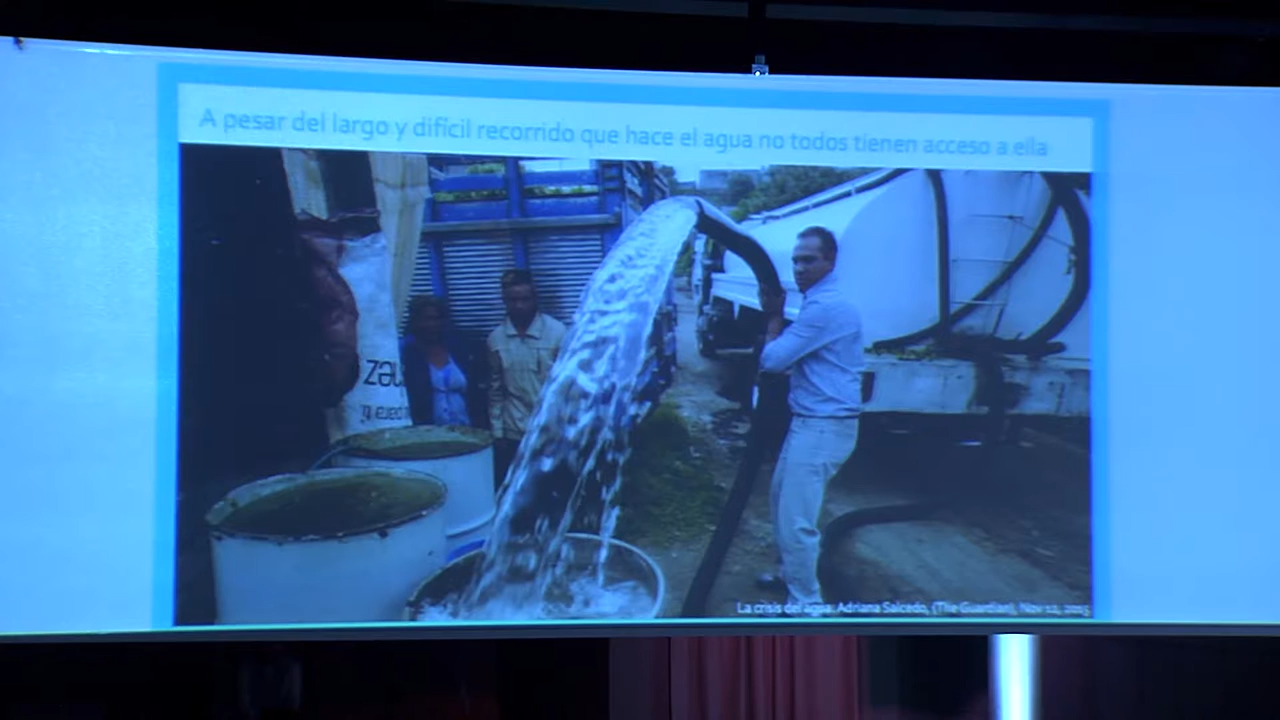 A pesar del largo y difícil recorrido que hace el agua no todos tienen acceso a ella
La crisis del agua. Adriana Salcedo, (The Guardian), Nov 12, 2015